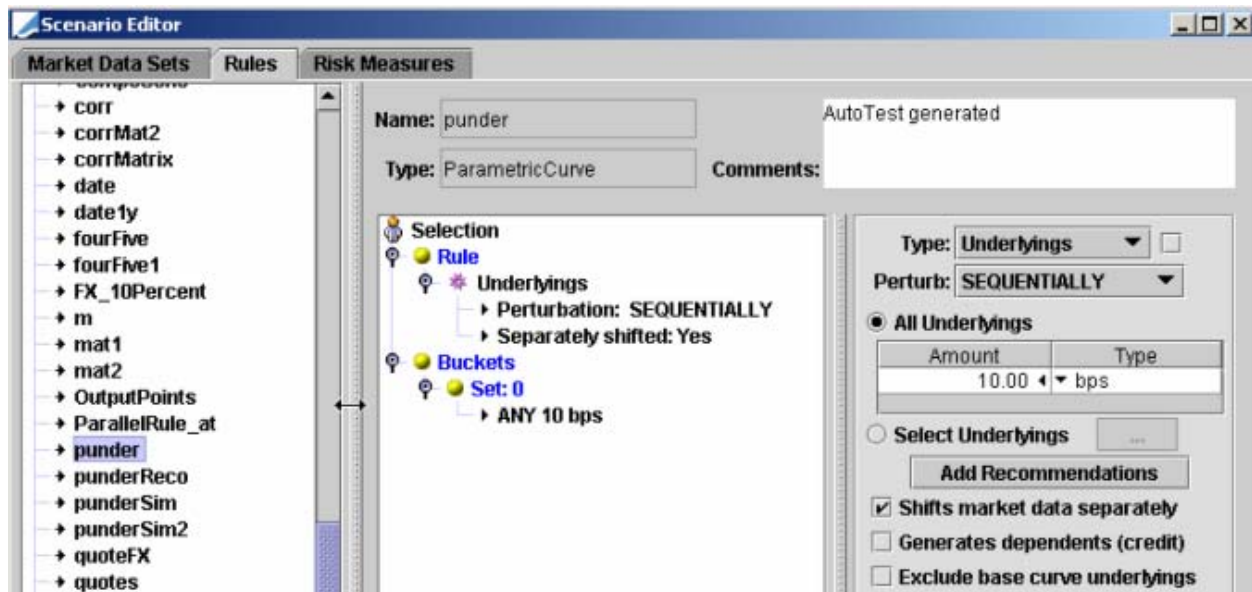 Scenario Editor
Market Data Sets Rules Risk Measures
corr
corrMat2
corrMatrix
date
date1y
fourFive
fourFive1
FX_10Percent
m
mat1
mat2
OutputPoints
ParallelRule_at
punder
punderReco
punderSim
punderSim2
quoteFX
quotes
Name: punder
Type: ParametricCurve
Comments:
AutoTest generated
Selection
Rule
Underlyings
Perturbation: SEQUENTIALLY
Separately shifted: Yes
Buckets
Set: 0
ANY 10 bps
Type: Underlyings
Perturb: SEQUENTIALLY
All Underlyings
Amount Type
10.00 bps
Select Underlyings ...
Add Recommendations
Shifts market data separately
Generates dependents (credit)
Exclude base curve underlyings